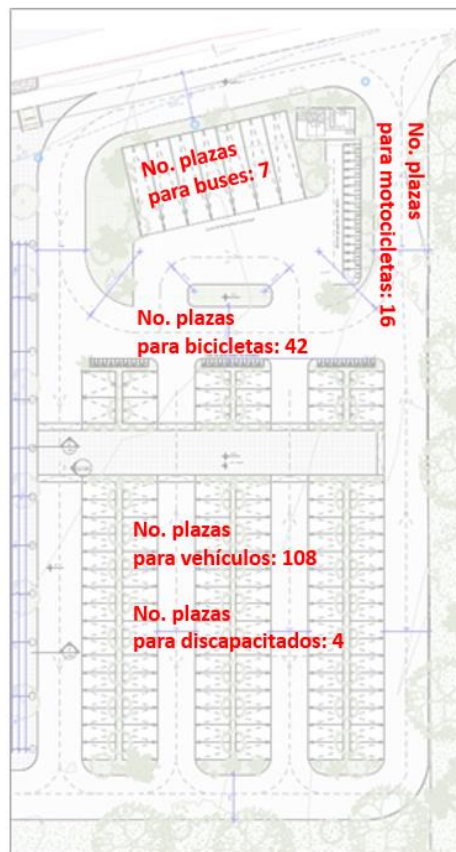 No. plazas
para buses: 7
No. plazas
para motocicletas: 16
No. plazas
para bicicletas: 42
No. plazas
para vehículos: 108
No. plazas
para discapacitados: 4